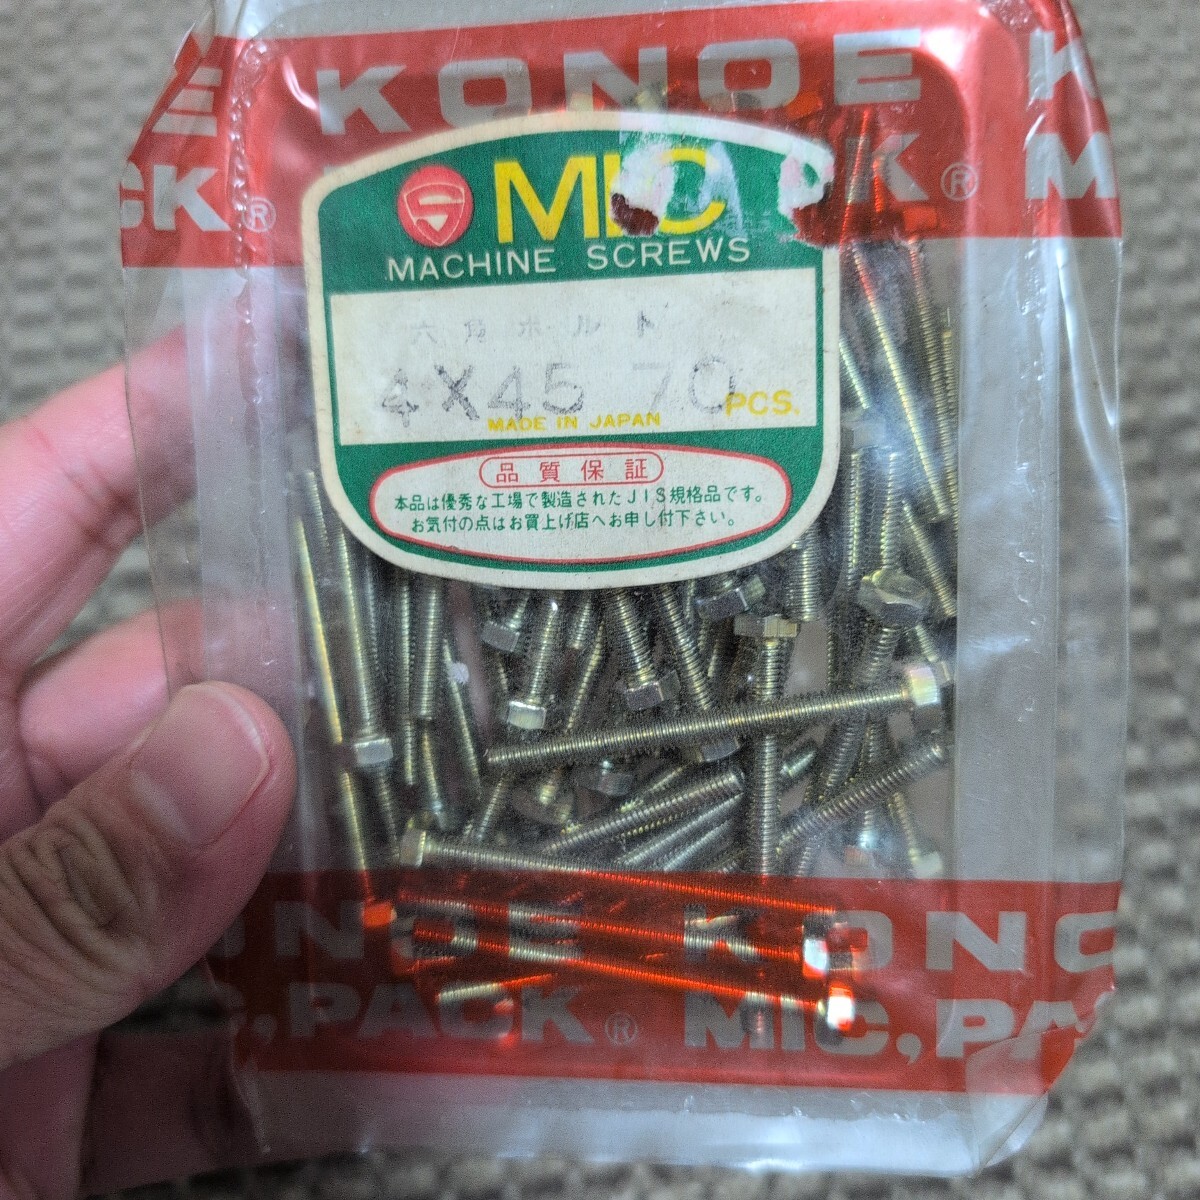 KONOE K
CK® K® M
MIC
MACHINE SCREWS
六角ボルト
4×45 70 PCS.
MADE IN JAPAN
品質保証
本品は優秀な工場で製造されたJIS規格品です。
お気付の点はお買上げ店へお申し付下さい。
NOE KONO
C,PACK® MIC,PA